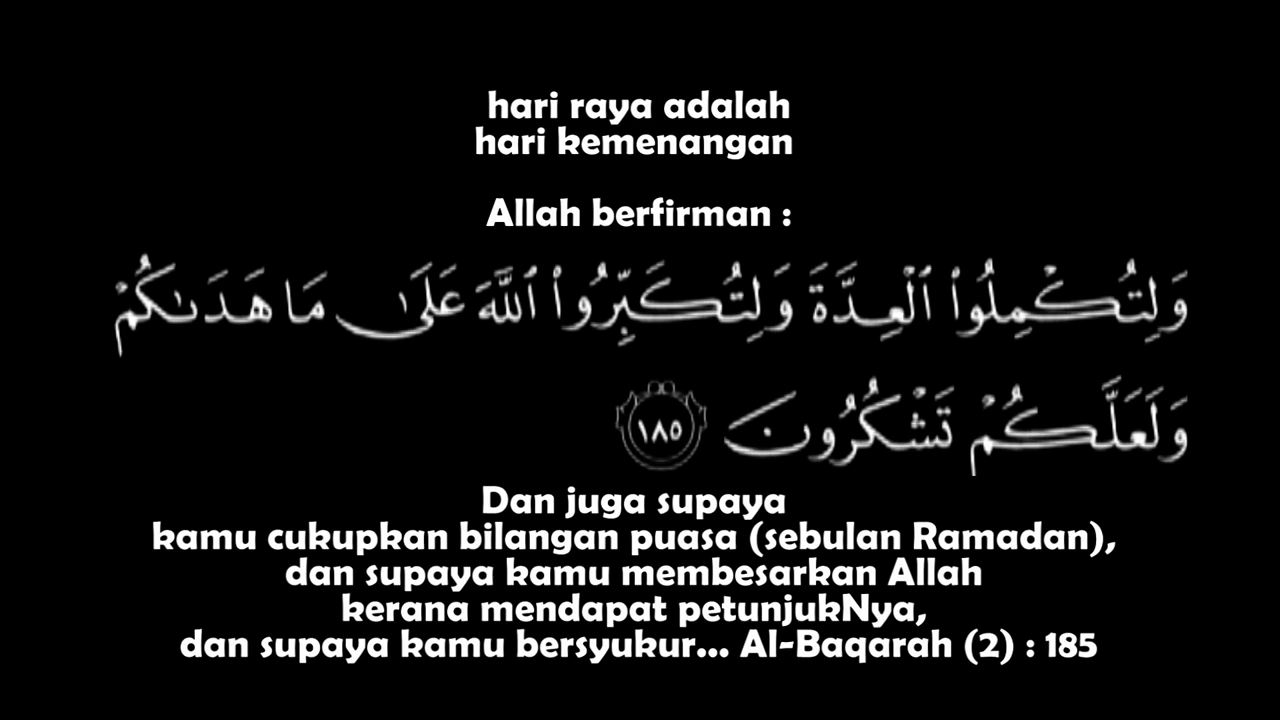 hari raya adalah
hari kemenangan
Allah berfirman :
وَلِتُكْمِلُوا۟ ٱلْعِدَّةَ وَلِتُكَبِّرُوا۟ ٱللَّهَ عَلَىٰ مَا هَدَىٰكُمْ
وَلَعَلَّكُمْ تَشْكُرُونَ ١٨٥
Dan juga supaya
kamu cukupkan bilangan puasa (sebulan Ramadan),
dan supaya kamu membesarkan Allah
kerana mendapat petunjukNya,
dan supaya kamu bersyukur... Al-Baqarah (2) : 185